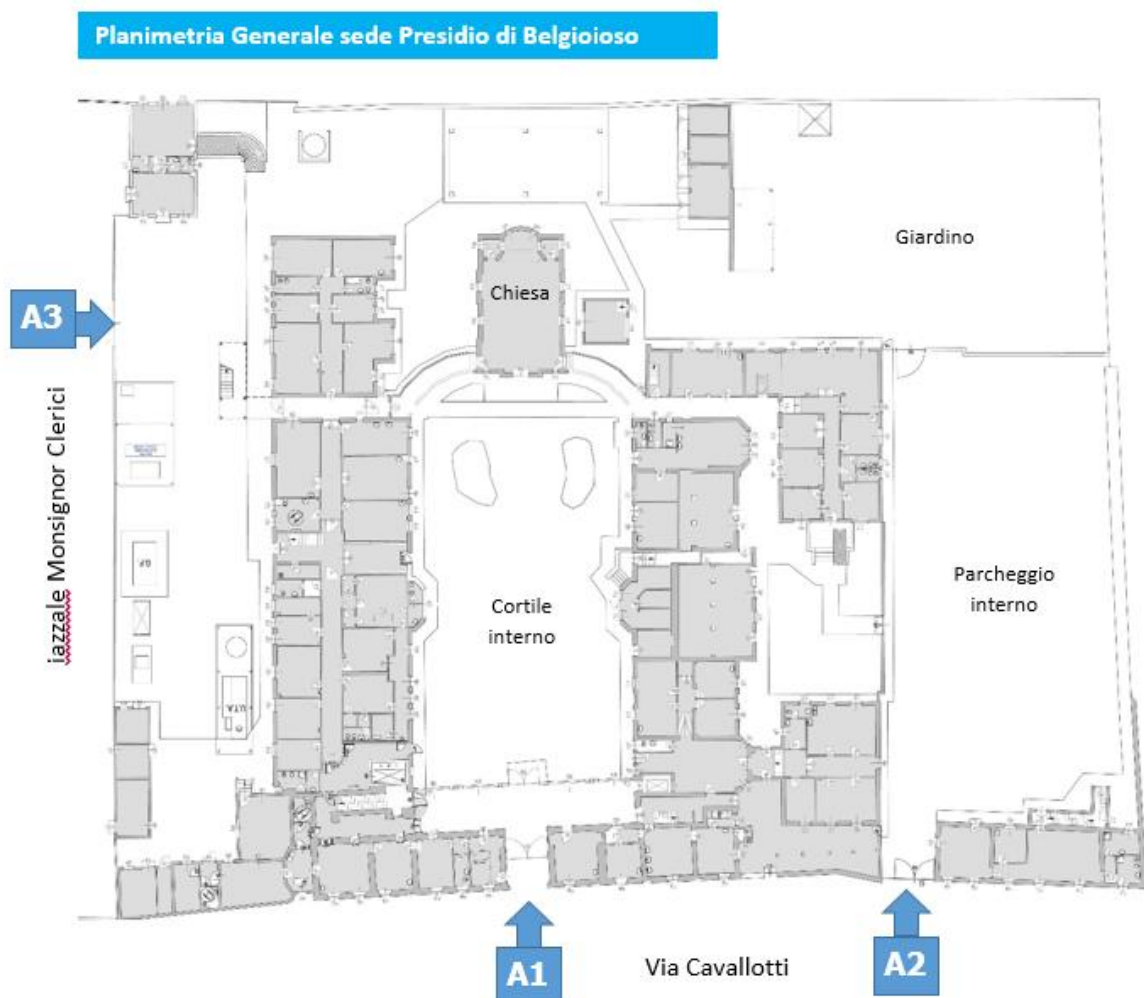 Planimetria Generale sede Presidio di Belgioioso
Giardino
Chiesa
A3
iazzale Monsignor Clerici
Parcheggio
interno
Cortile
interno
G.F.
U.T.A.
A1
Via Cavallotti
A2